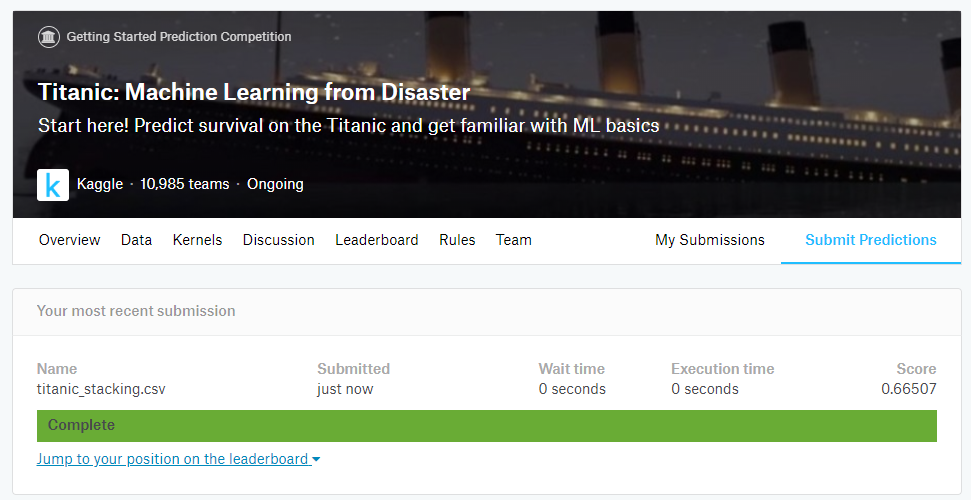 Getting Started Prediction Competition
Titanic: Machine Learning from Disaster
Start here! Predict survival on the Titanic and get familiar with ML basics
k Kaggle · 10,985 teams · Ongoing
Overview Data Kernels Discussion Leaderboard Rules Team My Submissions Submit Predictions
Your most recent submission
Name Submitted Wait time Execution time Score
titanic_stacking.csv just now 0 seconds 0 seconds 0.66507
Complete
Jump to your position on the leaderboard